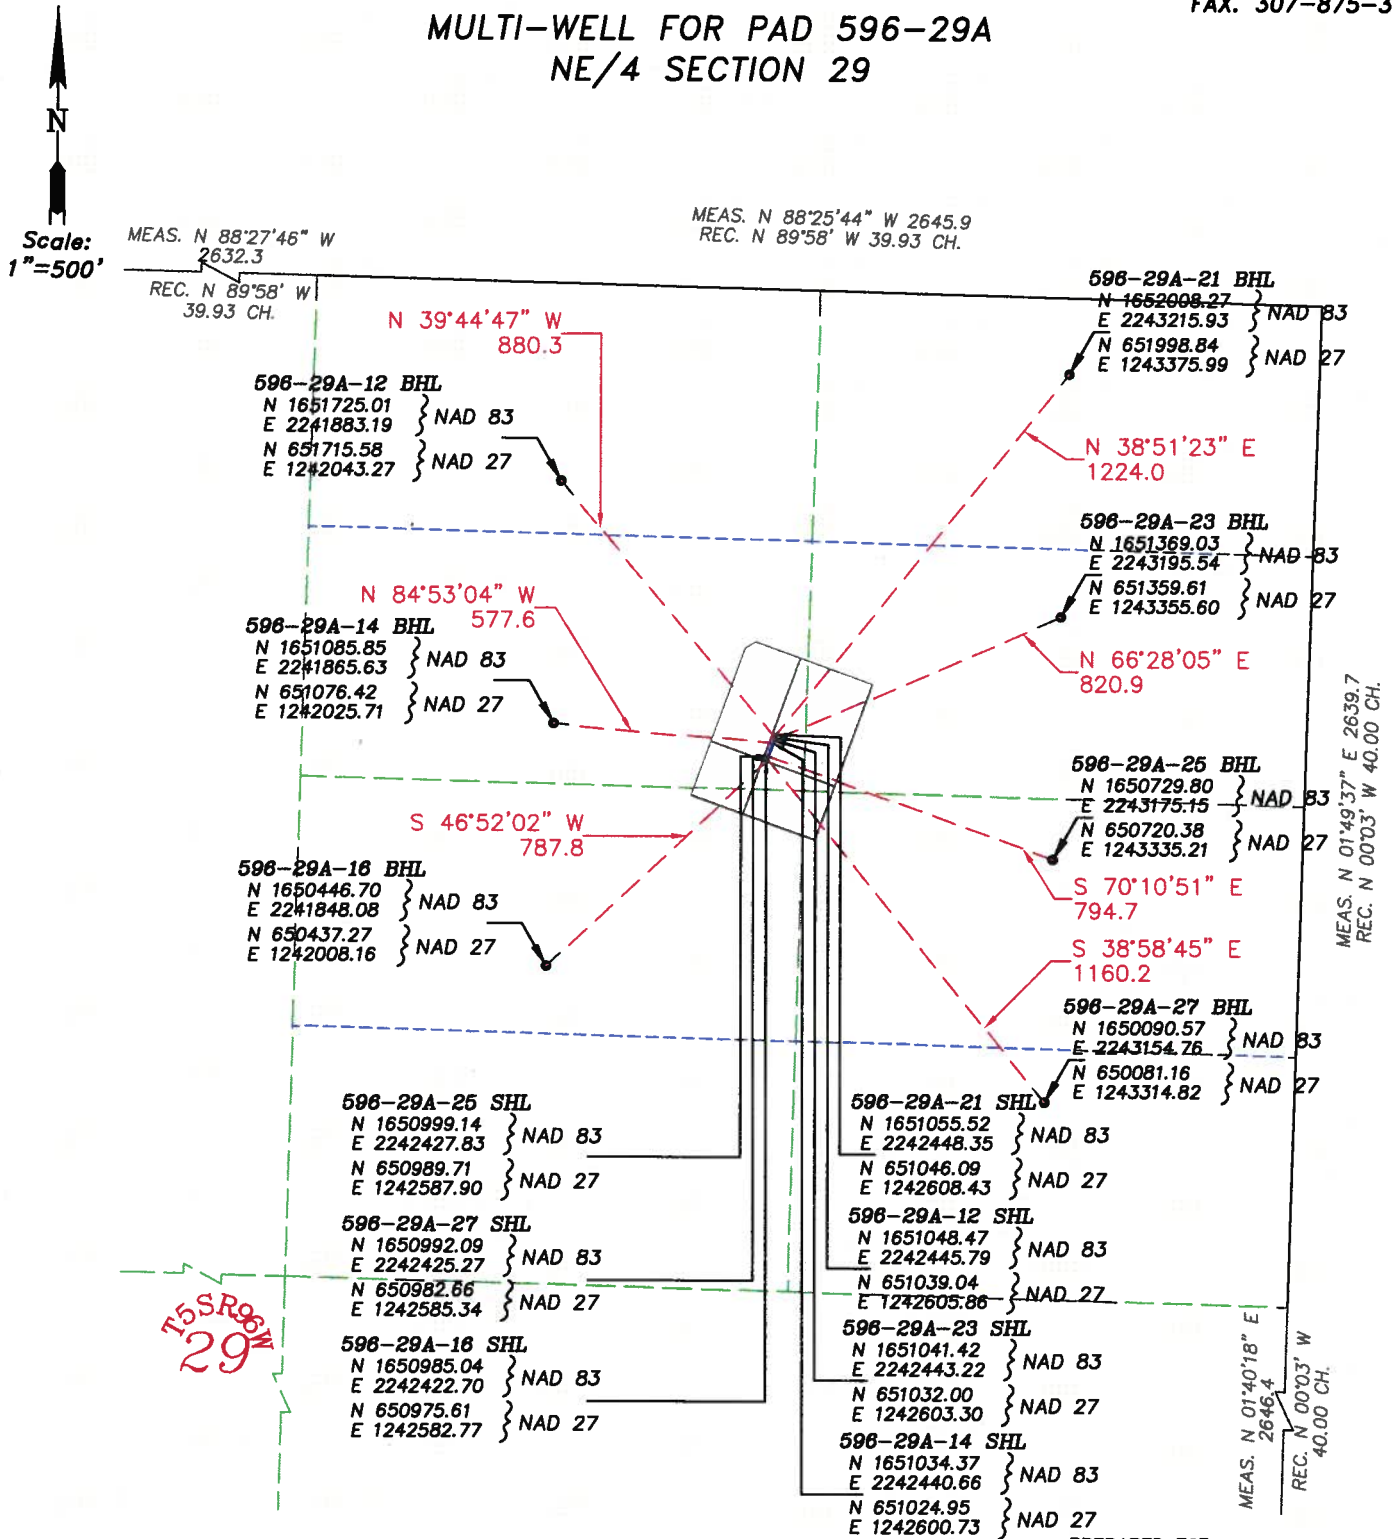 FAX. 307-875-3
MULTI-WELL FOR PAD 596-29A
NE/4 SECTION 29
N
Scale:
1"=500'
MEAS. N 88°27'46" W
2632.3
REC. N 89°58' W
39.93 CH.
MEAS. N 88°25'44" W 2645.9
REC. N 89°58' W 39.93 CH.
N 39°44'47" W
880.3
596-29A-12 BHL
N 1651725.01
E 2241883.19
NAD 83
N 651715.58
E 1242043.27
NAD 27
596-29A-21 BHL
N 1652008.27
E 2243215.93
NAD 83
N 651998.84
E 1243375.99
NAD 27
N 38°51'23" E
1224.0
596-29A-23 BHL
N 1651369.03
E 2243195.54
NAD 83
N 651359.61
E 1243355.60
NAD 27
N 84°53'04" W
577.6
596-29A-14 BHL
N 1651085.85
E 2241865.63
NAD 83
N 651076.42
E 1242025.71
NAD 27
N 66°28'05" E
820.9
MEAS. N 01°49'37" E 2639.7
REC. N 00°03' W 40.00 CH.
596-29A-25 BHL
N 1650729.80
E 2243175.15
NAD 83
N 650720.38
E 1243335.21
NAD 27
S 46°52'02" W
787.8
596-29A-16 BHL
N 1650446.70
E 2241848.08
NAD 83
N 650437.27
E 1242008.16
NAD 27
S 70°10'51" E
794.7
S 38°58'45" E
1160.2
596-29A-27 BHL
N 1650090.57
E 2243154.76
NAD 83
N 650081.16
E 1243314.82
NAD 27
596-29A-25 SHL
N 1650999.14
E 2242427.83
NAD 83
N 650989.71
E 1242587.90
NAD 27
596-29A-27 SHL
N 1650992.09
E 2242425.27
NAD 83
N 650982.66
E 1242585.34
NAD 27
596-29A-16 SHL
N 1650985.04
E 2242422.70
NAD 83
N 650975.61
E 1242582.77
NAD 27
596-29A-21 SHL
N 1651055.52
E 2242448.35
NAD 83
N 651046.09
E 1242608.43
NAD 27
596-29A-12 SHL
N 1651048.47
E 2242445.79
NAD 83
N 651039.04
E 1242605.86
NAD 27
596-29A-23 SHL
N 1651041.42
E 2242443.22
NAD 83
N 651032.00
E 1242603.30
NAD 27
596-29A-14 SHL
N 1651034.37
E 2242440.66
NAD 83
N 651024.95
E 1242600.73
NAD 27
T5SR96W
29
MEAS. N 01°40'18" E
2646.4
REC. N 00°03' W
40.00 CH.